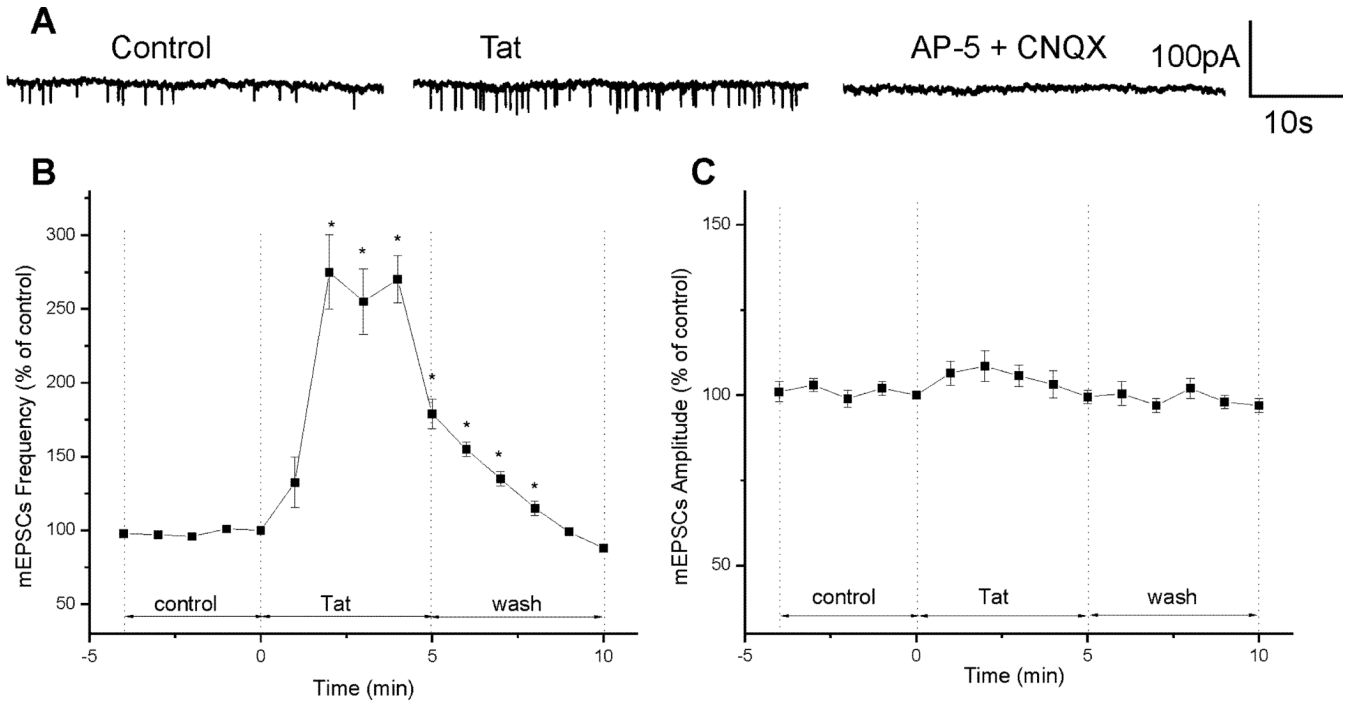 A
Control
Tat
AP-5 + CNQX
100pA
10s
B
mEPSCs Frequency (% of control)
300
250
200
150
100
50
* * * * * * *
control
Tat
wash
-5
0
5
10
Time (min)
C
mEPSCs Amplitude (% of control)
150
100
50
control
Tat
wash
-5
0
5
10
Time (min)